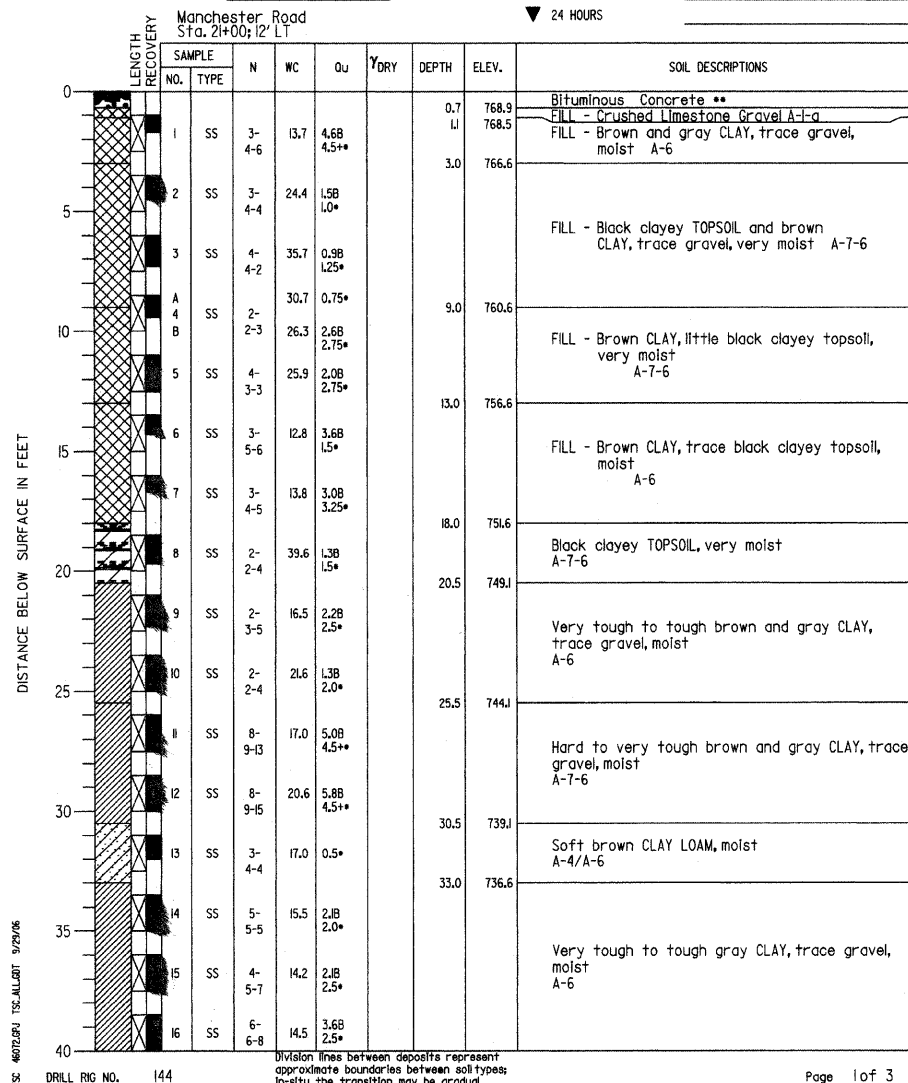 Manchester Road
Sta. 21+00; 12' LT
▼ 24 HOURS
LENGTH
RECOVERY
SAMPLE
NO. TYPE N WC Qu γDRY DEPTH ELEV. SOIL DESCRIPTIONS
0
Bituminous Concrete **
0.7 768.9
FILL - Crushed Limestone Gravel A-1-a
1.1 768.5
1 SS 3- 13.7 4.6B FILL - Brown and gray CLAY, trace gravel,
4-6 4.5+* moist A-6
3.0 766.6
2 SS 3- 24.4 1.5B
4-4 1.0*
5
FILL - Black clayey TOPSOIL and brown
CLAY, trace gravel, very moist A-7-6
3 SS 4- 35.7 0.9B
4-2 1.25*
A 30.7 0.75*
9.0 760.6
4 SS 2-
10
B 2-3 26.3 2.6B
2.75*
FILL - Brown CLAY, little black clayey topsoil,
very moist
A-7-6
5 SS 4- 25.9 2.0B
3-3 2.75*
13.0 756.6
6 SS 3- 12.8 3.6B
5-6 1.5*
15
FILL - Brown CLAY, trace black clayey topsoil,
moist
A-6
7 SS 3- 13.8 3.0B
4-5 3.25*
18.0 751.6
Black clayey TOPSOIL, very moist
A-7-6
8 SS 2- 39.6 1.3B
2-4 1.5*
20
20.5 749.1
9 SS 2- 16.5 2.2B
3-5 2.5*
Very tough to tough brown and gray CLAY,
trace gravel, moist
A-6
10 SS 2- 21.6 1.3B
2-4 2.0*
25
25.5 744.1
11 SS 8- 17.0 5.0B
9-13 4.5+*
Hard to very tough brown and gray CLAY, trace
gravel, moist
A-7-6
12 SS 8- 20.6 5.8B
9-15 4.5+*
30
30.5 739.1
13 SS 3- 17.0 0.5*
4-4
Soft brown CLAY LOAM, moist
A-4/A-6
33.0 736.6
14 SS 5- 15.5 2.1B
5-5 2.0*
35
Very tough to tough gray CLAY, trace gravel,
moist
A-6
15 SS 4- 14.2 2.1B
5-7 2.5*
16 SS 6- 14.5 3.6B
6-8 2.5*
40
DISTANCE BELOW SURFACE IN FEET
SC 46072.GPJ TSC_ALL.GDT 9/29/06
DRILL RIG NO. 144
Division lines between deposits represent
approximate boundaries between soil types;
in-situ, the transition may be gradual.
Page 1 of 3